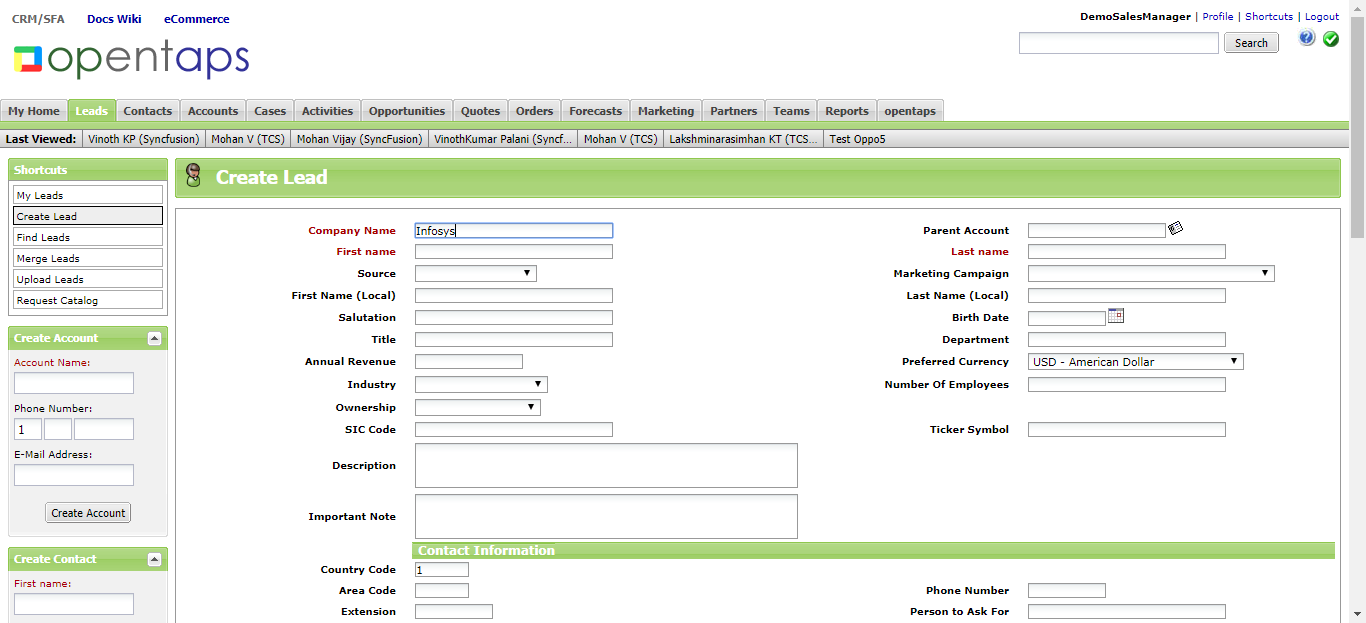 CRM/SFA Docs Wiki eCommerce
DemoSalesManager | Profile | Shortcuts | Logout
opentaps
Search
?
My Home Leads Contacts Accounts Cases Activities Opportunities Quotes Orders Forecasts Marketing Partners Teams Reports opentaps
Last Viewed: Vinoth KP (Syncfusion) Mohan V (TCS) Mohan Vijay (SyncFusion) VinothKumar Palani (Syncf... Mohan V (TCS) Lakshminarasimhan KT (TCS... Test Oppo5
Shortcuts
My Leads
Create Lead
Find Leads
Merge Leads
Upload Leads
Request Catalog
Create Account
Account Name:
Phone Number:
1
E-Mail Address:
Create Account
Create Contact
First name:
Create Lead
Company Name Infosys Parent Account
First name Last name
Source Marketing Campaign
First Name (Local) Last Name (Local)
Salutation Birth Date
Title Department
Annual Revenue Preferred Currency USD - American Dollar
Industry Number Of Employees
Ownership
SIC Code Ticker Symbol
Description
Important Note
Contact Information
Country Code 1
Area Code Phone Number
Extension Person to Ask For